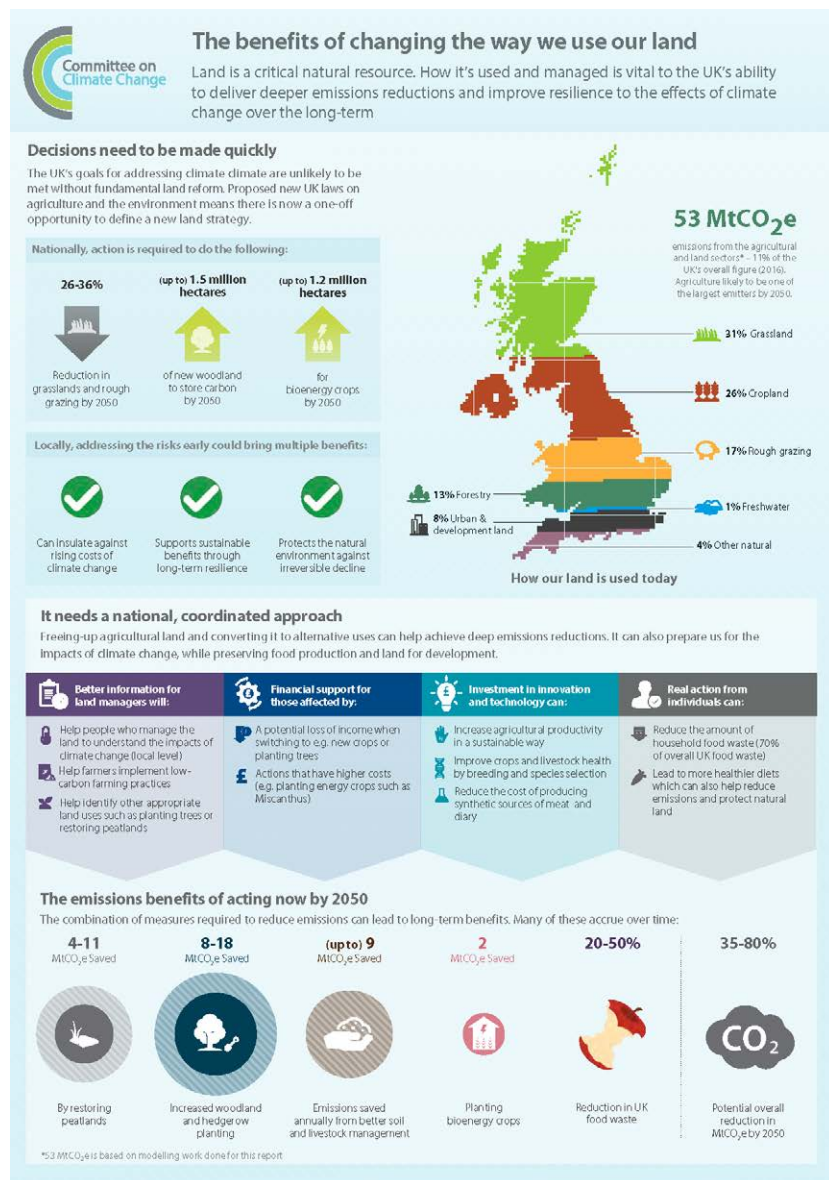 Committee on
Climate Change
The benefits of changing the way we use our land
Land is a critical natural resource. How it's used and managed is vital to the UK's ability
to deliver deeper emissions reductions and improve resilience to the effects of climate
change over the long-term
Decisions need to be made quickly
The UK's goals for addressing climate climate are unlikely to be
met without fundamental land reform. Proposed new UK laws on
agriculture and the environment means there is now a one-off
opportunity to define a new land strategy.
Nationally, action is required to do the following:
26-36%
Reduction in
grasslands and rough
grazing by 2050
(up to) 1.5 million
hectares
of new woodland
to store carbon
by 2050
(up to) 1.2 million
hectares
for
bioenergy crops
by 2050
Locally, addressing the risks early could bring multiple benefits:
Can insulate against
rising costs of
climate change
Supports sustainable
benefits through
long-term resilience
Protects the natural
environment against
irreversible decline
53 MtCO2e
emissions from the agricultural
and land sectors* – 11% of the
UK's overall figure (2016).
Agriculture likely to be one of
the largest emitters by 2050.
31% Grassland
26% Cropland
17% Rough grazing
13% Forestry
1% Freshwater
8% Urban &
development land
4% Other natural
How our land is used today
It needs a national, coordinated approach
Freeing-up agricultural land and converting it to alternative uses can help achieve deep emissions reductions. It can also prepare us for the
impacts of climate change, while preserving food production and land for development.
Better information for
land managers will:
Help people who manage the
land to understand the impacts of
climate change (local level)
Help farmers implement low-
carbon farming practices
Help identify other appropriate
land uses such as planting trees or
restoring peatlands
Financial support for
those affected by:
A potential loss of income when
switching to e.g. new crops or
planting trees
Actions that have higher costs
(e.g. planting energy crops such as
Miscanthus)
Investment in innovation
and technology can:
Increase agricultural productivity
in a sustainable way
Improve crops and livestock health
by breeding and species selection
Reduce the cost of producing
synthetic sources of meat and
diary
Real action from
individuals can:
Reduce the amount of
household food waste (70%
of overall UK food waste)
Lead to more healthier diets
which can also help reduce
emissions and protect natural
land
The emissions benefits of acting now by 2050
The combination of measures required to reduce emissions can lead to long-term benefits. Many of these accrue over time:
4-11
MtCO2e Saved
By restoring
peatlands
8-18
MtCO2e Saved
Increased woodland
and hedgerow
planting
(up to) 9
MtCO2e Saved
Emissions saved
annually from better soil
and livestock management
2
MtCO2e Saved
Planting
bioenergy crops
20-50%
Reduction in UK
food waste
35-80%
CO2
Potential overall
reduction in
MtCO2e by 2050
*53 MtCO2e is based on modelling work done for this report